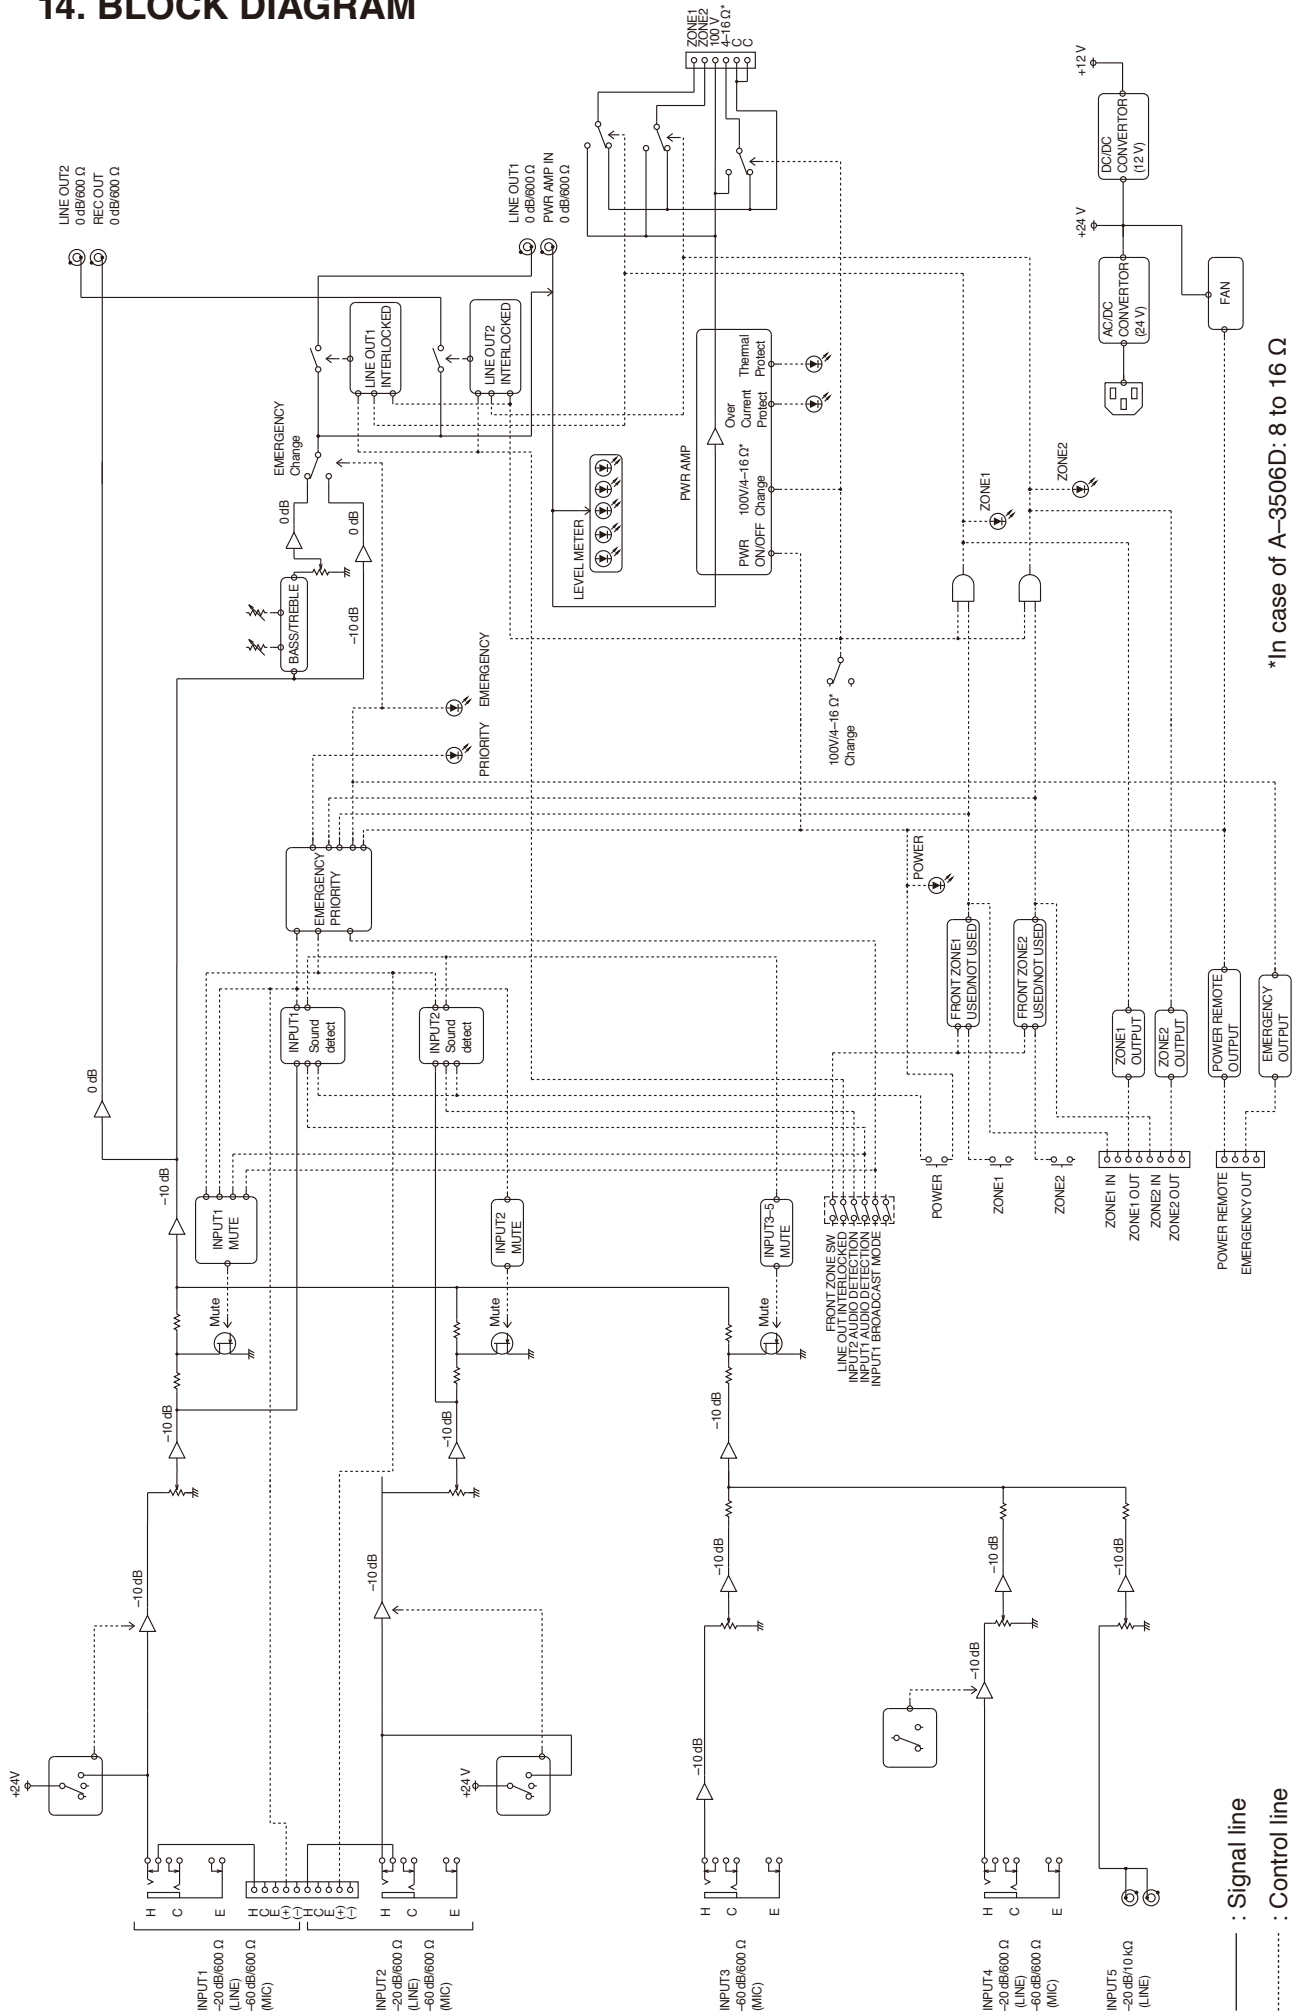 14. BLOCK DIAGRAM
ZONE1
ZONE2
100 V
4–16 Ω*
C
C
LINE OUT2
0 dB/600 Ω
REC OUT
0 dB/600 Ω
LINE OUT1
0 dB/600 Ω
PWR AMP IN
0 dB/600 Ω
+12 V
DC/DC
CONVERTOR
(12 V)
+24 V
AC/DC
CONVERTOR
(24 V)
FAN
LINE OUT1
INTERLOCKED
LINE OUT2
INTERLOCKED
EMERGENCY
Change
0 dB
0 dB
BASS/TREBLE
–10 dB
LEVEL METER
PWR AMP
PWR
ON/OFF
100V/4–16 Ω*
Change
Over
Current
Protect
Thermal
Protect
ZONE1
ZONE2
*In case of A–3506D: 8 to 16 Ω
PRIORITY
EMERGENCY
100V/4–16 Ω*
Change
EMERGENCY
PRIORITY
POWER
INPUT1
Sound
detect
INPUT2
Sound
detect
FRONT ZONE1
USED/NOT USED
FRONT ZONE2
USED/NOT USED
ZONE1
OUTPUT
ZONE2
OUTPUT
POWER REMOTE
OUTPUT
EMERGENCY
OUTPUT
0 dB
–10 dB
INPUT1
MUTE
INPUT2
MUTE
INPUT3–5
MUTE
Mute
Mute
Mute
FRONT ZONE SW
LINE OUT INTERLOCKED
INPUT2 AUDIO DETECTION
INPUT1 AUDIO DETECTION
INPUT1 BROADCAST MODE
POWER
ZONE1
ZONE2
ZONE1 IN
ZONE1 OUT
ZONE2 IN
ZONE2 OUT
POWER REMOTE
EMERGENCY OUT
–10 dB
–10 dB
–10 dB
–10 dB
–10 dB
–10 dB
–10 dB
–10 dB
–10 dB
–10 dB
+24V
+24 V
H
C
E
H
C
E
(+)
(–)
H
C
E
(+)
(–)
H
C
E
H
C
E
H
C
E
INPUT1
–20 dB/600 Ω
(LINE)
–60 dB/600 Ω
(MIC)
INPUT2
–20 dB/600 Ω
(LINE)
–60 dB/600 Ω
(MIC)
INPUT3
–60 dB/600 Ω
(MIC)
INPUT4
–20 dB/600 Ω
(LINE)
–60 dB/600 Ω
(MIC)
INPUT5
–20 dB/10 kΩ
(LINE)
: Signal line
: Control line